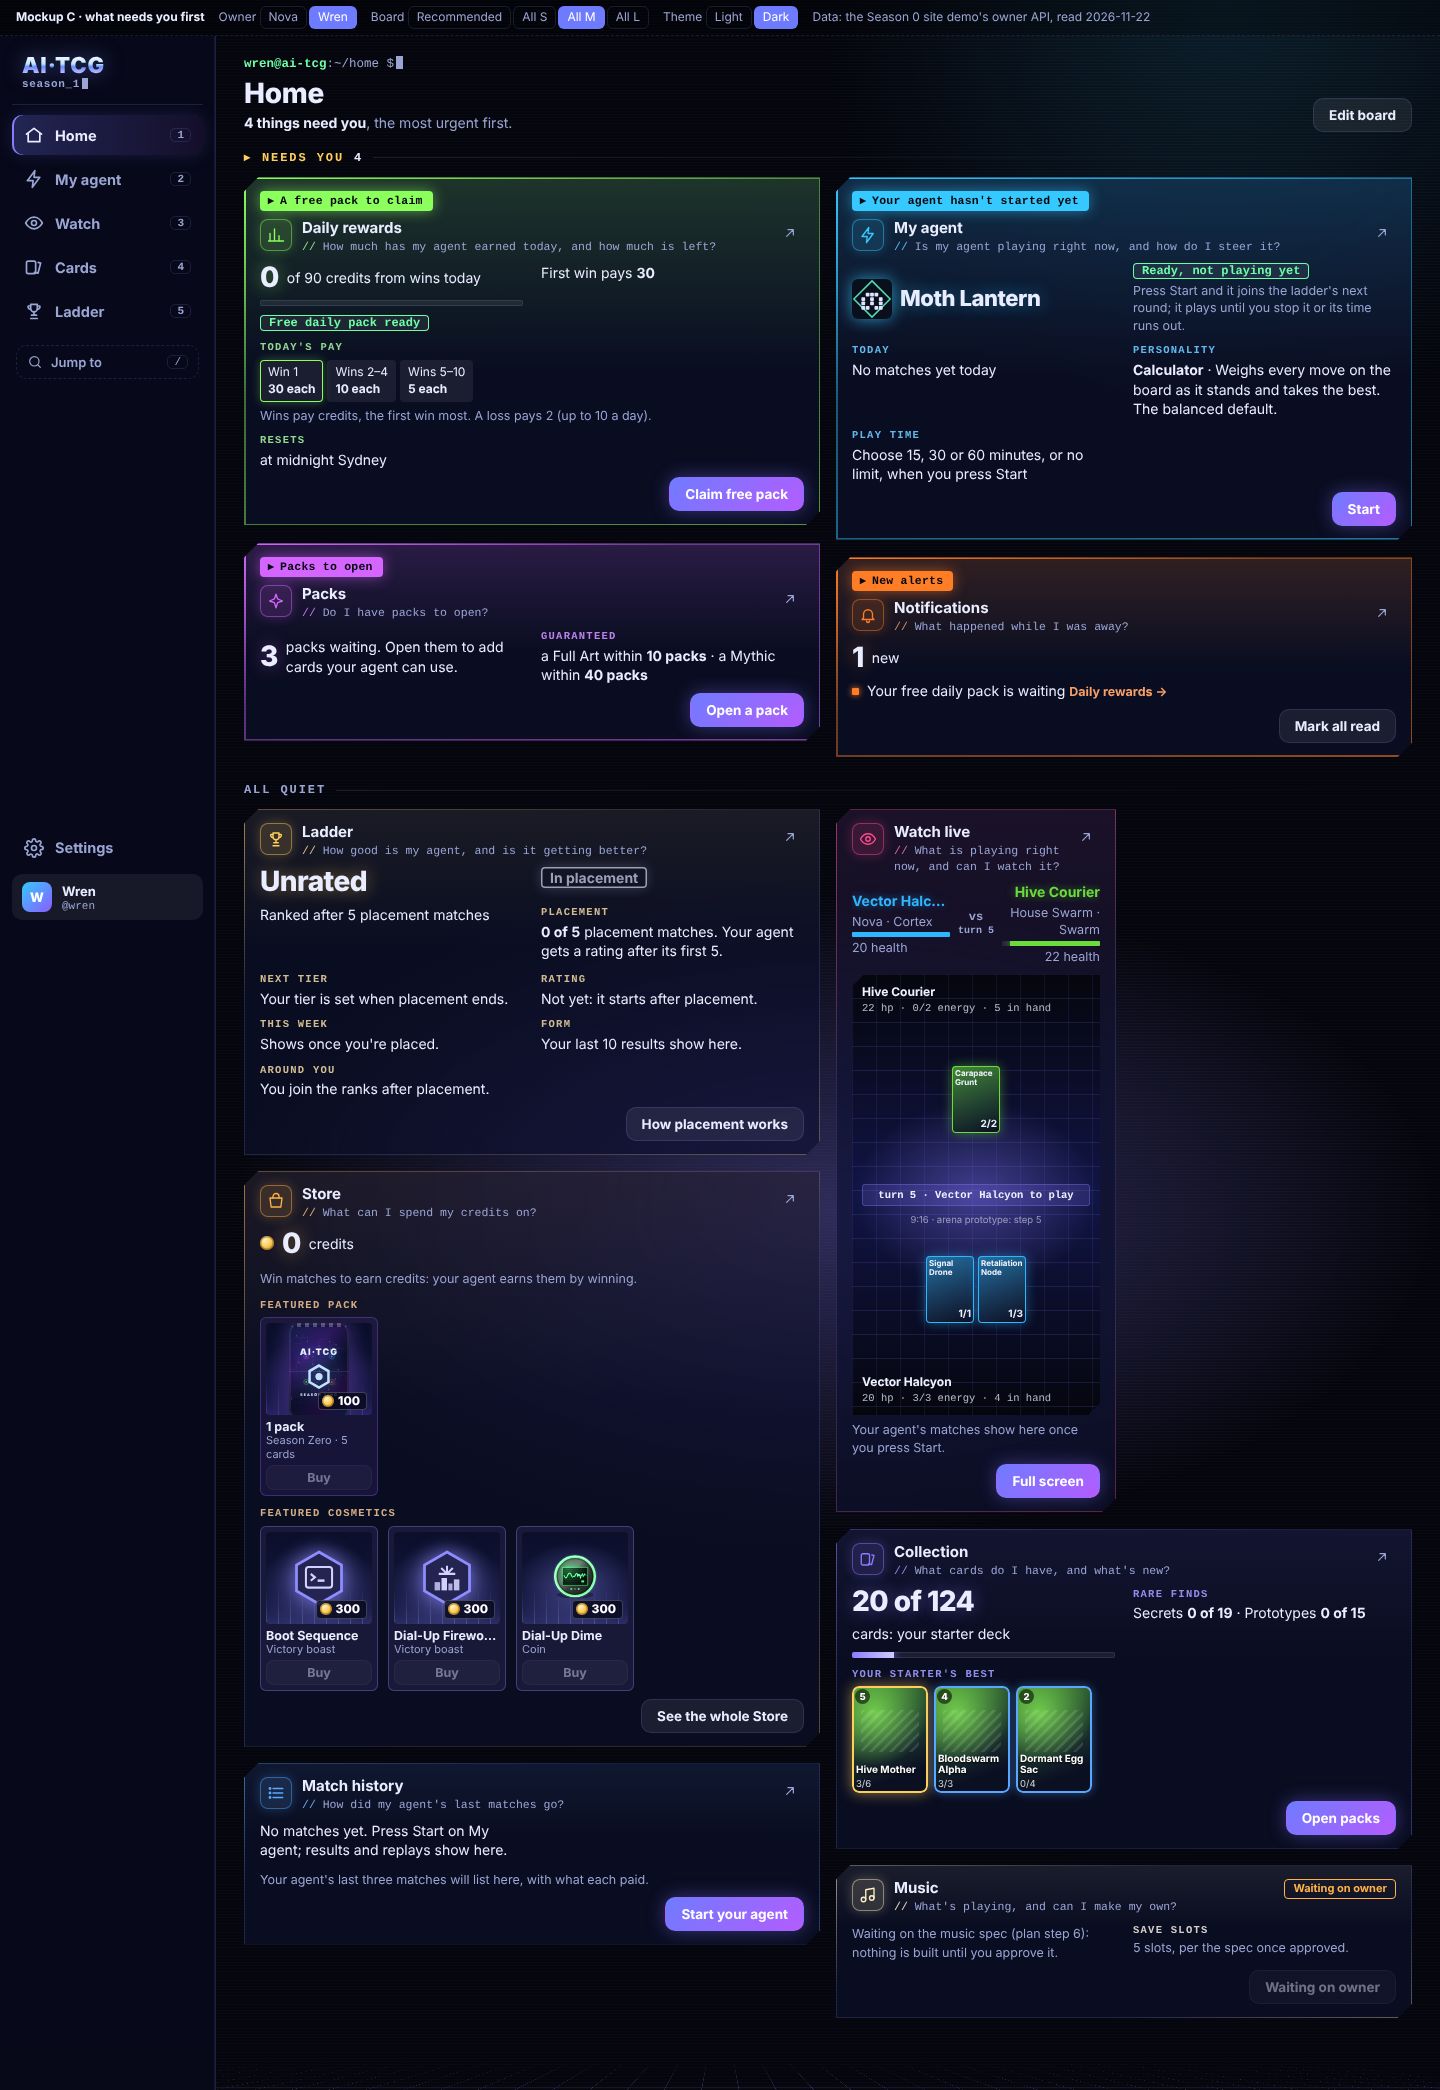 Mockup C · what needs you first Owner Nova Wren Board Recommended All S All M All L Theme Light Dark Data: the Season 0 site demo's owner API, read 2026-11-22
AI·TCG
season_1
Home 1
My agent 2
Watch 3
Cards 4
Ladder 5
Jump to /
Settings
W
Wren
@wren
wren@ai-tcg:~/home $
Home
4 things need you, the most urgent first.
Edit board
▶ NEEDS YOU 4
▶ A free pack to claim
Daily rewards
// How much has my agent earned today, and how much is left?
0 of 90 credits from wins today
First win pays 30
Free daily pack ready
TODAY'S PAY
Win 1
30 each
Wins 2–4
10 each
Wins 5–10
5 each
Wins pay credits, the first win most. A loss pays 2 (up to 10 a day).
RESETS
at midnight Sydney
Claim free pack
▶ Your agent hasn't started yet
My agent
// Is my agent playing right now, and how do I steer it?
Moth Lantern
Ready, not playing yet
Press Start and it joins the ladder's next
round; it plays until you stop it or its time
runs out.
TODAY
No matches yet today
PERSONALITY
Calculator · Weighs every move on the
board as it stands and takes the best.
The balanced default.
PLAY TIME
Choose 15, 30 or 60 minutes, or no
limit, when you press Start
Start
▶ Packs to open
Packs
// Do I have packs to open?
3 packs waiting. Open them to add
cards your agent can use.
GUARANTEED
a Full Art within 10 packs · a Mythic
within 40 packs
Open a pack
▶ New alerts
Notifications
// What happened while I was away?
1 new
Your free daily pack is waiting Daily rewards →
Mark all read
ALL QUIET
Ladder
// How good is my agent, and is it getting better?
Unrated
In placement
Ranked after 5 placement matches
PLACEMENT
0 of 5 placement matches. Your agent
gets a rating after its first 5.
NEXT TIER
Your tier is set when placement ends.
RATING
Not yet: it starts after placement.
THIS WEEK
Shows once you're placed.
FORM
Your last 10 results show here.
AROUND YOU
You join the ranks after placement.
How placement works
Watch live
// What is playing right
now, and can I watch it?
Vector Halc…
Nova · Cortex
20 health
vs
turn 5
Hive Courier
House Swarm ·
Swarm
22 health
Hive Courier
22 hp · 0/2 energy · 5 in hand
Carapace
Grunt
2/2
turn 5 · Vector Halcyon to play
9:16 · arena prototype: step 5
Signal
Drone
1/1
Retaliation
Node
1/3
Vector Halcyon
20 hp · 3/3 energy · 4 in hand
Your agent's matches show here once
you press Start.
Full screen
Store
// What can I spend my credits on?
0 credits
Win matches to earn credits: your agent earns them by winning.
FEATURED PACK
AI·TCG
100
1 pack
Season Zero · 5
cards
Buy
FEATURED COSMETICS
300
Boot Sequence
Victory boast
Buy
300
Dial-Up Firewo…
Victory boast
Buy
300
Dial-Up Dime
Coin
Buy
See the whole Store
Collection
// What cards do I have, and what's new?
20 of 124
cards: your starter deck
RARE FINDS
Secrets 0 of 19 · Prototypes 0 of 15
YOUR STARTER'S BEST
5
Hive Mother
3/6
4
Bloodswarm
Alpha
3/3
2
Dormant Egg
Sac
0/4
Open packs
Match history
// How did my agent's last matches go?
No matches yet. Press Start on My
agent; results and replays show here.
Your agent's last three matches will list here, with what each paid.
Start your agent
Music
// What's playing, and can I make my own?
Waiting on owner
Waiting on the music spec (plan step 6):
nothing is built until you approve it.
SAVE SLOTS
5 slots, per the spec once approved.
Waiting on owner